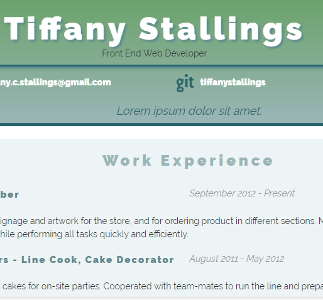 Tiffany Stallings
Front End Web Developer
ny.c.stallings@gmail.com git tiffanystallings
Lorem ipsum dolor sit amet.
Work Experience
ber September 2012 - Present
ignage and artwork for the store, and for ordering product in different sections. N
hile performing all tasks quickly and efficiently.
rs - Line Cook, Cake Decorator August 2011 - May 2012
cakes for on-site parties. Cooperated with team-mates to run the line and prepa